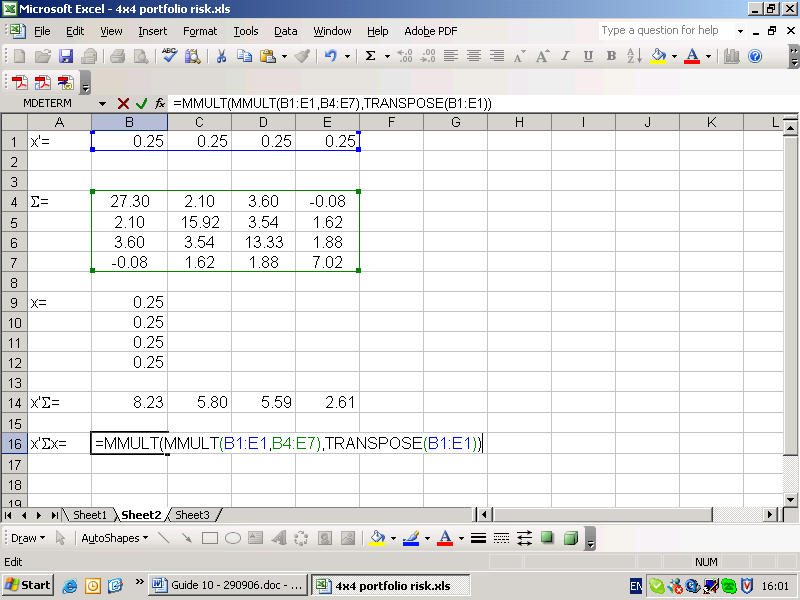 Microsoft Excel - 4x4 portfolio risk.xls
File Edit View Insert Format Tools Data Window Help Adobe PDF Type a question for help
MDETERM =MMULT(MMULT(B1:E1,B4:E7),TRANSPOSE(B1:E1))
A B C D E F G H I J K L
1 x'= 0.25 0.25 0.25 0.25
2
3
4 Σ= 27.30 2.10 3.60 -0.08
5 2.10 15.92 3.54 1.62
6 3.60 3.54 13.33 1.88
7 -0.08 1.62 1.88 7.02
8
9 x= 0.25
10 0.25
11 0.25
12 0.25
13
14 x'Σ= 8.23 5.80 5.59 2.61
15
16 x'Σx= =MMULT(MMULT(B1:E1,B4:E7),TRANSPOSE(B1:E1))
17
18
19
Sheet1 Sheet2 Sheet3
Draw AutoShapes
Edit NUM
Start Guide 10 - 290906.doc - ... 4x4 portfolio risk.xls EN 16:01